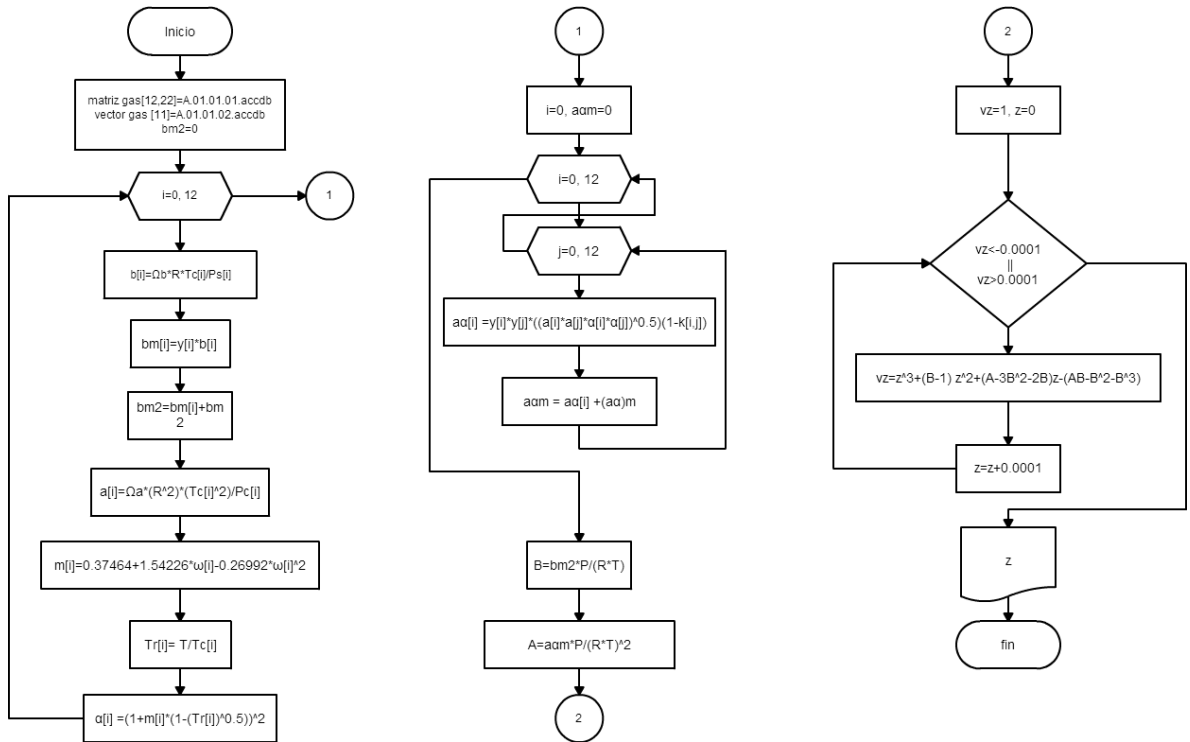 Inicio
matriz gas[12,22]=A.01.01.01.accdb
vector gas [11]=A.01.01.02.accdb
bm2=0
i=0, 12
1
b[i]=Ωb*R*Tc[i]/Ps[i]
bm[i]=y[i]*b[i]
bm2=bm[i]+bm
2
a[i]=Ωa*(R^2)*(Tc[i]^2)/Pc[i]
m[i]=0.37464+1.54226*ω[i]-0.26992*ω[i]^2
Tr[i]= T/Tc[i]
α[i] =(1+m[i]*(1-(Tr[i])^0.5))^2
1
i=0, aαm=0
i=0, 12
j=0, 12
aα[i] =y[i]*y[j]*((a[i]*a[j]*α[i]*α[j])^0.5)(1-k[i,j])
aαm = aα[i] +(aα)m
B=bm2*P/(R*T)
A=aαm*P/(R*T)^2
2
2
vz=1, z=0
vz<-0.0001
||
vz>0.0001
vz=z^3+(B-1) z^2+(A-3B^2-2B)z-(AB-B^2-B^3)
z=z+0.0001
z
fin